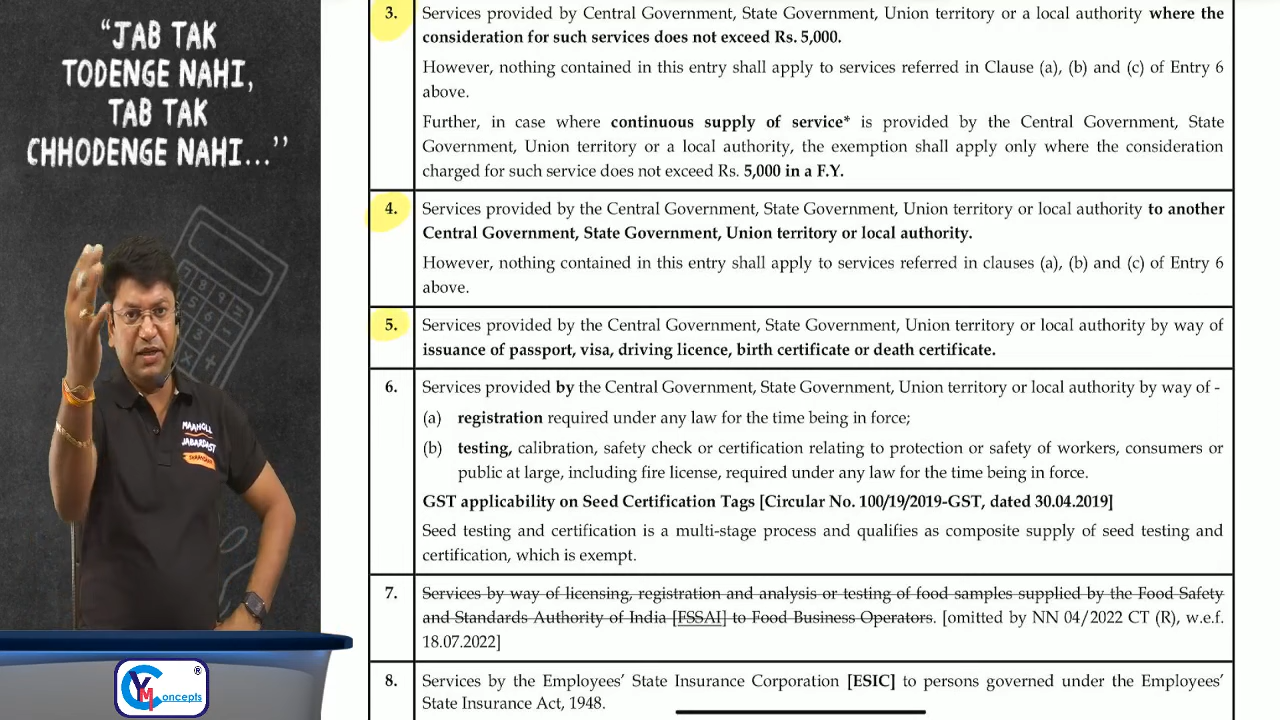 “JAB TAK
TODENGE NAHI,
TAB TAK
CHHODENGE NAHI...’’
MAANGLI
JABARDAST
CYM
oncepts
®
3. Services provided by Central Government, State Government, Union territory or a local authority where the
consideration for such services does not exceed Rs. 5,000.
However, nothing contained in this entry shall apply to services referred in Clause (a), (b) and (c) of Entry 6
above.
Further, in case where continuous supply of service* is provided by the Central Government, State
Government, Union territory or a local authority, the exemption shall apply only where the consideration
charged for such service does not exceed Rs. 5,000 in a F.Y.
4. Services provided by the Central Government, State Government, Union territory or local authority to another
Central Government, State Government, Union territory or local authority.
However, nothing contained in this entry shall apply to services referred in clauses (a), (b) and (c) of Entry 6
above.
5. Services provided by the Central Government, State Government, Union territory or local authority by way of
issuance of passport, visa, driving licence, birth certificate or death certificate.
6. Services provided by the Central Government, State Government, Union territory or local authority by way of -
(a) registration required under any law for the time being in force;
(b) testing, calibration, safety check or certification relating to protection or safety of workers, consumers or
public at large, including fire license, required under any law for the time being in force.
GST applicability on Seed Certification Tags [Circular No. 100/19/2019-GST, dated 30.04.2019]
Seed testing and certification is a multi-stage process and qualifies as composite supply of seed testing and
certification, which is exempt.
7. Services by way of licensing, registration and analysis or testing of food samples supplied by the Food Safety
and Standards Authority of India [FSSAI] to Food Business Operators. [omitted by NN 04/2022 CT (R), w.e.f.
18.07.2022]
8. Services by the Employees’ State Insurance Corporation [ESIC] to persons governed under the Employees’
State Insurance Act, 1948.